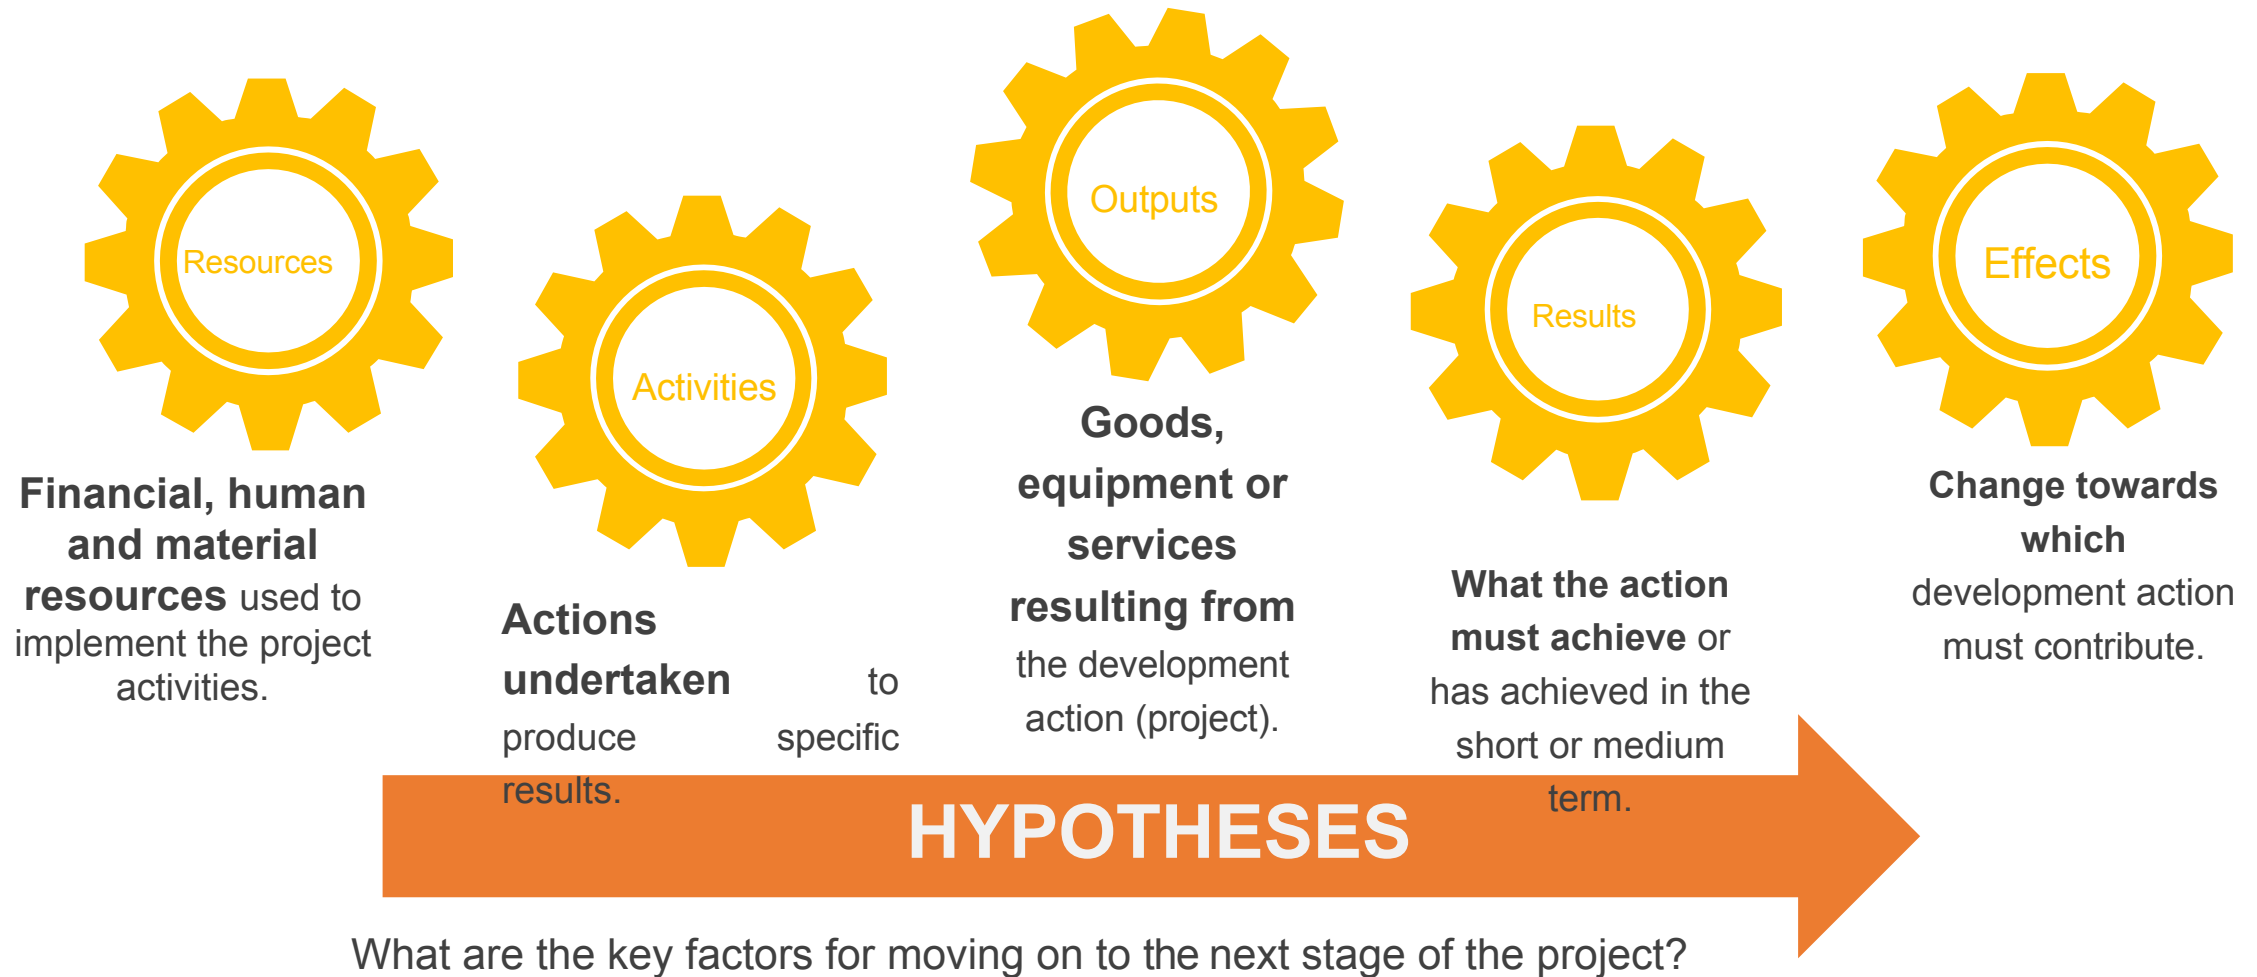 Resources
Financial, human
and material
resources used to
implement the project
activities.
Activities
Actions
undertaken to
produce specific
results.
Outputs
Goods,
equipment or
services
resulting from
the development
action (project).
Results
What the action
must achieve or
has achieved in the
short or medium
term.
Effects
Change towards
which
development action
must contribute.
HYPOTHESES
What are the key factors for moving on to the next stage of the project?